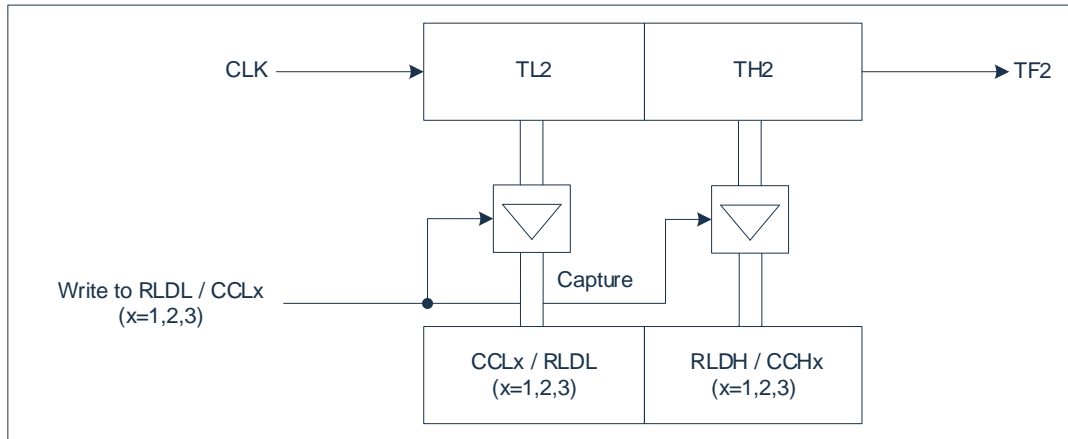 CLK
TL2
TH2
TF2
Capture
Write to RLDL / CCLx
(x=1,2,3)
CCLx / RLDL
(x=1,2,3)
RLDH / CCHx
(x=1,2,3)